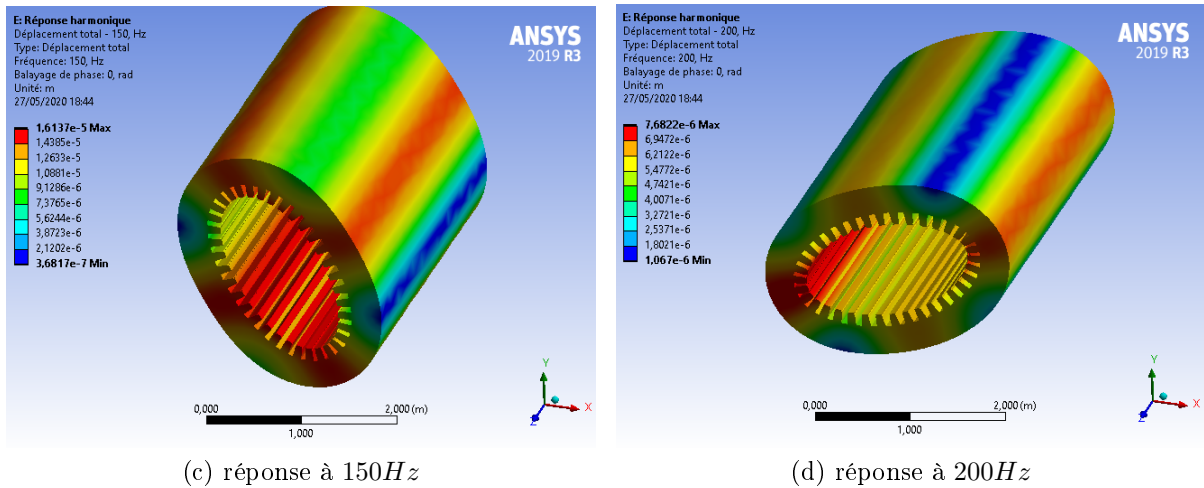 E: Réponse harmonique
Déplacement total - 150, Hz
Type: Déplacement total
Fréquence: 150, Hz
Balayage de phase: 0, rad
Unité: m
27/05/2020 18:44
ANSYS
2019 R3
1,6137e-5 Max
1,4385e-5
1,2633e-5
1,0881e-5
9,1286e-6
7,3765e-6
5,6244e-6
3,8723e-6
2,1202e-6
3,6817e-7 Min
0,000
2,000 (m)
1,000
Y
X
Z
(c) réponse à 150Hz
E: Réponse harmonique
Déplacement total - 200, Hz
Type: Déplacement total
Fréquence: 200, Hz
Balayage de phase: 0, rad
Unité: m
27/05/2020 18:44
ANSYS
2019 R3
7,6822e-6 Max
6,9472e-6
6,2122e-6
5,4772e-6
4,7421e-6
4,0071e-6
3,2721e-6
2,5371e-6
1,8021e-6
1,067e-6 Min
0,000
2,000 (m)
1,000
Y
X
Z
(d) réponse à 200Hz